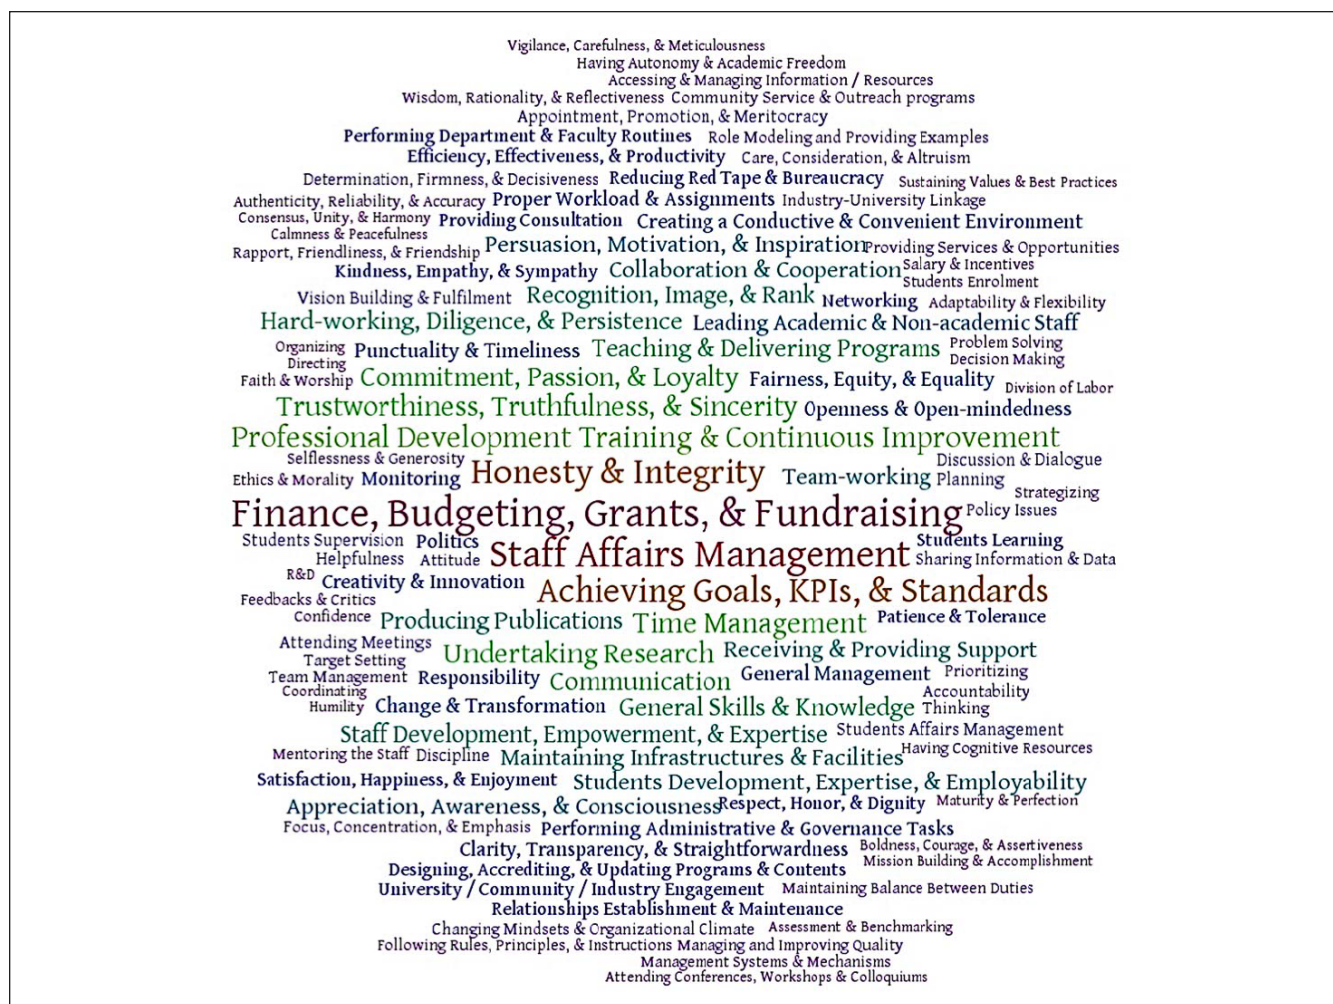 Vigilance, Carefulness, & Meticulousness
Having Autonomy & Academic Freedom
Accessing & Managing Information / Resources
Wisdom, Rationality, & Reflectiveness Community Service & Outreach programs
Appointment, Promotion, & Meritocracy
Performing Department & Faculty Routines Role Modeling and Providing Examples
Efficiency, Effectiveness, & Productivity Care, Consideration, & Altruism
Determination, Firmness, & Decisiveness Reducing Red Tape & Bureaucracy Sustaining Values & Best Practices
Authenticity, Reliability, & Accuracy Proper Workload & Assignments Industry-University Linkage
Consensus, Unity, & Harmony Providing Consultation Creating a Conductive & Convenient Environment
Calmness & Peacefulness
Rapport, Friendliness, & Friendship Persuasion, Motivation, & Inspiration Providing Services & Opportunities
Kindness, Empathy, & Sympathy Collaboration & Cooperation Salary & Incentives
Students Enrolment
Vision Building & Fulfilment Recognition, Image, & Rank Networking Adaptability & Flexibility
Hard-working, Diligence, & Persistence Leading Academic & Non-academic Staff
Organizing Punctuality & Timeliness Teaching & Delivering Programs Problem Solving
Directing Decision Making
Faith & Worship Commitment, Passion, & Loyalty Fairness, Equity, & Equality Division of Labor
Trustworthiness, Truthfulness, & Sincerity Openness & Open-mindedness
Professional Development Training & Continuous Improvement
Selflessness & Generosity Discussion & Dialogue
Ethics & Morality Monitoring Honesty & Integrity Team-working Planning
Strategizing
Finance, Budgeting, Grants, & Fundraising Policy Issues
Students Supervision Politics Students Learning
Helpfulness Attitude Staff Affairs Management Sharing Information & Data
R&D Creativity & Innovation Achieving Goals, KPIs, & Standards
Feedbacks & Critics
Confidence Producing Publications Time Management Patience & Tolerance
Attending Meetings Undertaking Research Receiving & Providing Support
Target Setting
Team Management Responsibility Communication General Management Prioritizing
Coordinating Accountability
Humility Change & Transformation General Skills & Knowledge Thinking
Staff Development, Empowerment, & Expertise Students Affairs Management
Mentoring the Staff Discipline Maintaining Infrastructures & Facilities Having Cognitive Resources
Satisfaction, Happiness, & Enjoyment Students Development, Expertise, & Employability
Appreciation, Awareness, & Consciousness Respect, Honor, & Dignity Maturity & Perfection
Focus, Concentration, & Emphasis Performing Administrative & Governance Tasks
Clarity, Transparency, & Straightforwardness Boldness, Courage, & Assertiveness
Mission Building & Accomplishment
Designing, Accrediting, & Updating Programs & Contents
University / Community / Industry Engagement Maintaining Balance Between Duties
Relationships Establishment & Maintenance
Changing Mindsets & Organizational Climate Assessment & Benchmarking
Following Rules, Principles, & Instructions Managing and Improving Quality
Management Systems & Mechanisms
Attending Conferences, Workshops & Colloquiums